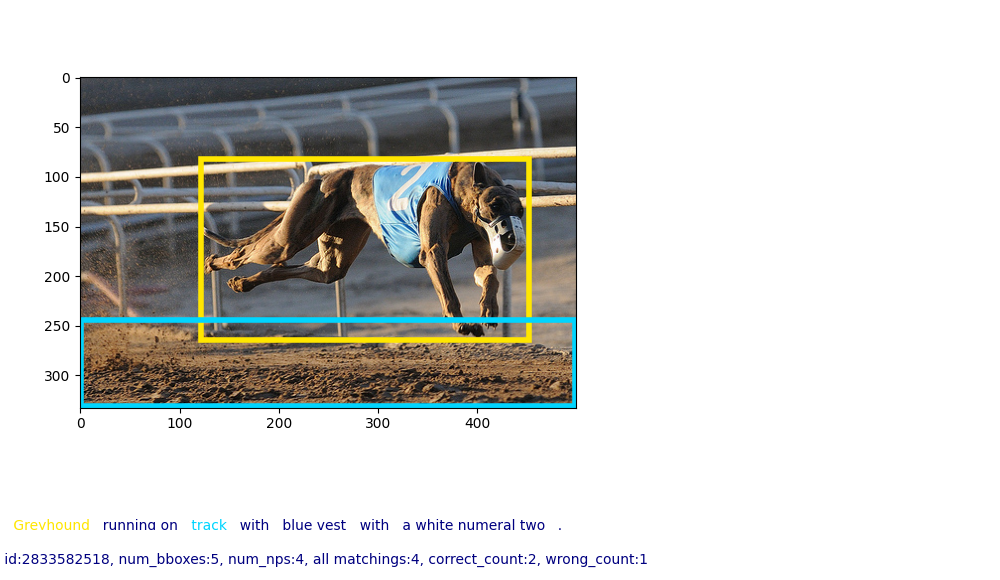 0
50
100
150
200
250
300
0 100 200 300 400
2
Greyhound running on track with blue vest with a white numeral two .
id:2833582518, num_bboxes:5, num_nps:4, all matchings:4, correct_count:2, wrong_count:1